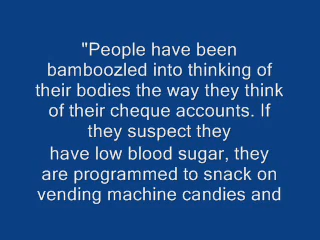 "People have been
bamboozled into thinking of
their bodies the way they think
of their cheque accounts. If
they suspect they
have low blood sugar, they
are programmed to snack on
vending machine candies and